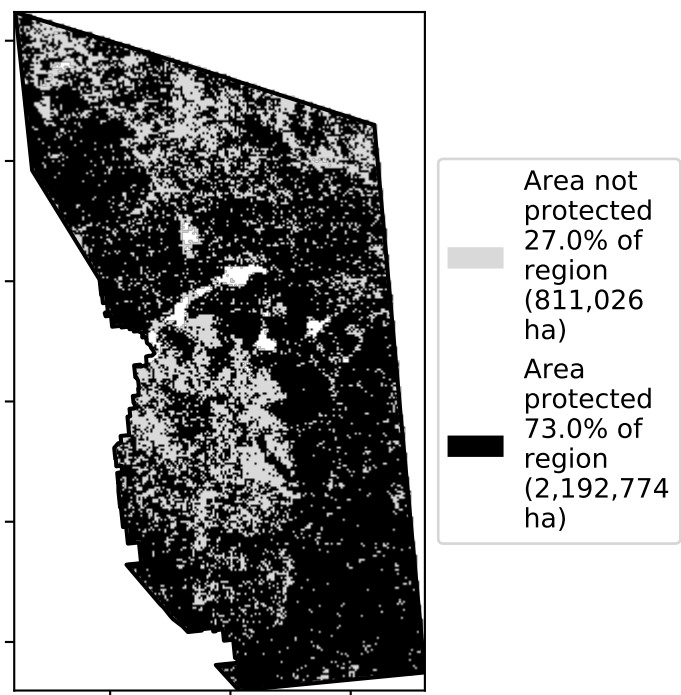 Area not
protected
27.0% of
region
(811,026
ha)
Area
protected
73.0% of
region
(2,192,774
ha)